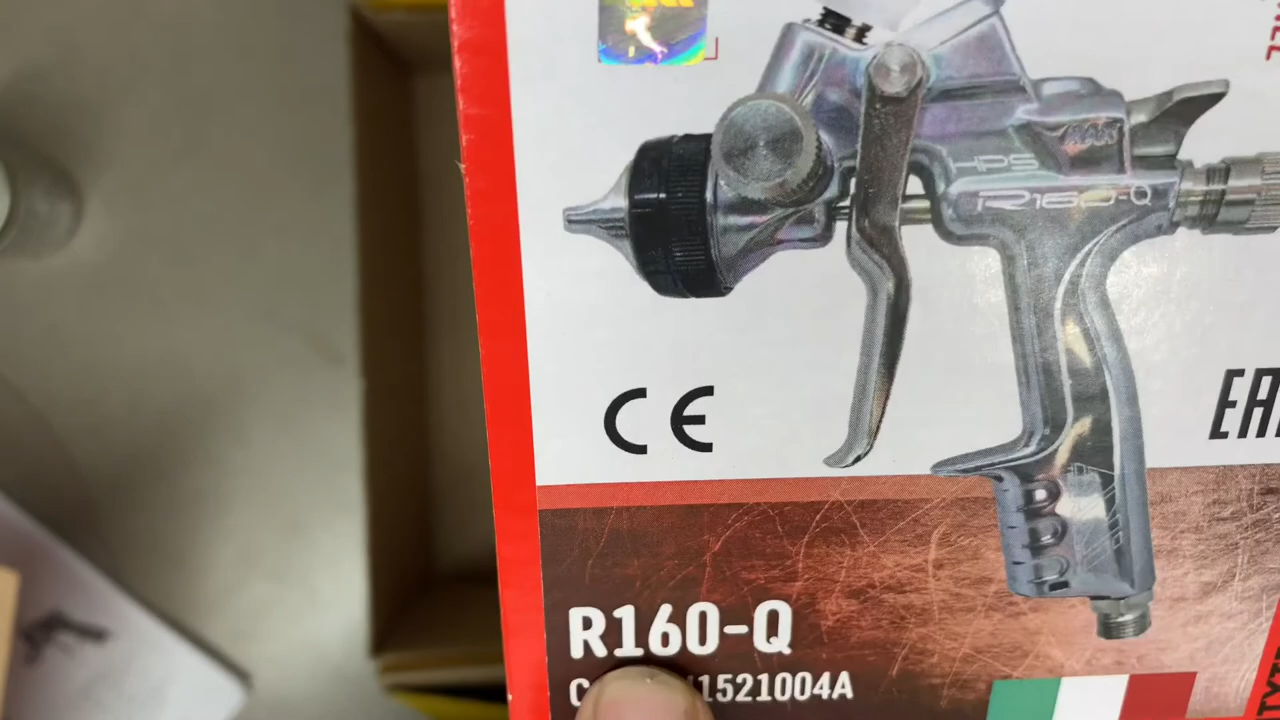 HPS
R160-Q
CE
R160-Q
1521004A